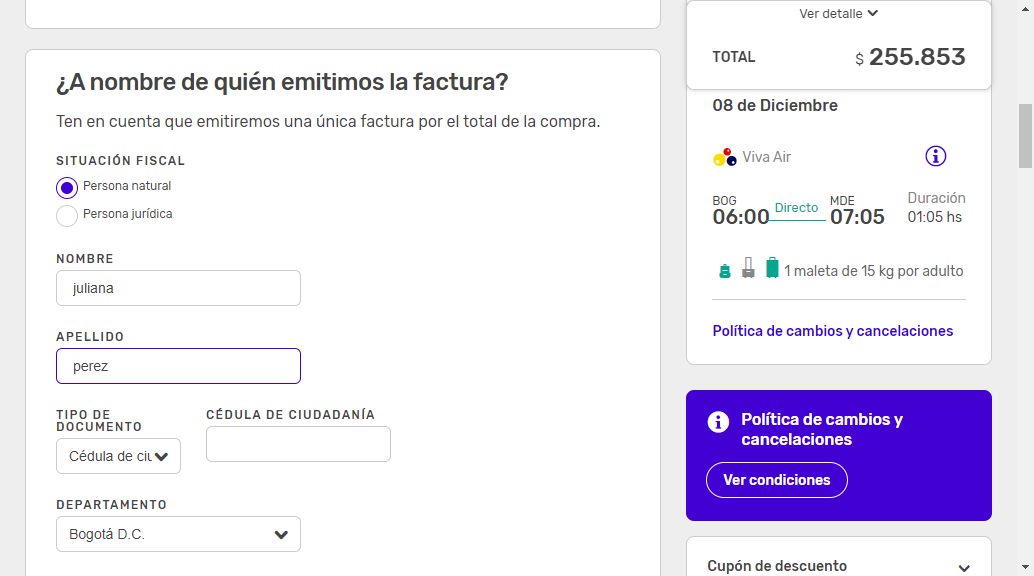 ¿A nombre de quién emitimos la factura?
Ten en cuenta que emitiremos una única factura por el total de la compra.
SITUACIÓN FISCAL
Persona natural
Persona jurídica
NOMBRE
juliana
APELLIDO
perez
TIPO DE
DOCUMENTO
Cédula de ciu
CÉDULA DE CIUDADANÍA
DEPARTAMENTO
Bogotá D.C.
Ver detalle
TOTAL $ 255.853
08 de Diciembre
Viva Air
BOG
06:00
Directo
MDE
07:05
Duración
01:05 hs
1 maleta de 15 kg por adulto
Política de cambios y cancelaciones
Política de cambios y
cancelaciones
Ver condiciones
Cupón de descuento